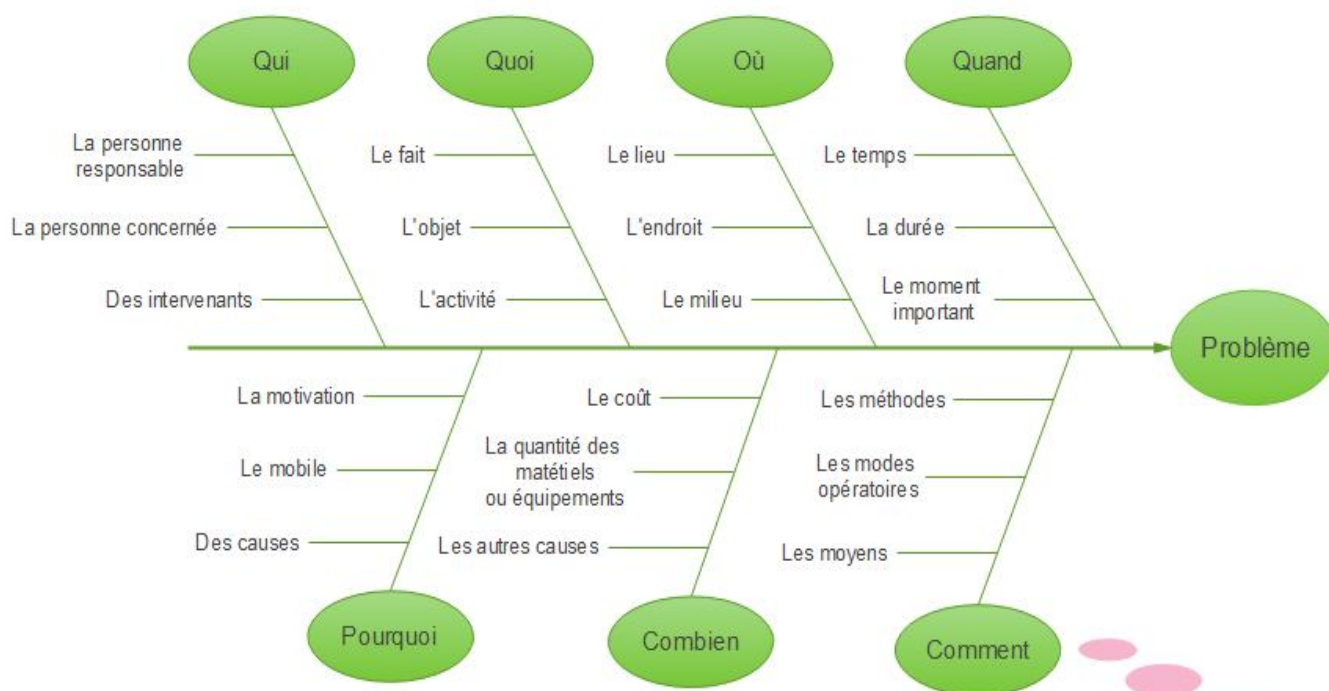 Qui
Quoi
Où
Quand
La personne
responsable
Le fait
Le lieu
Le temps
La personne concernée
L'objet
L'endroit
La durée
Des intervenants
L'activité
Le milieu
Le moment
important
Problème
La motivation
Le coût
Les méthodes
Le mobile
La quantité des
matétiels
ou équipements
Les modes
opératoires
Des causes
Les autres causes
Les moyens
Pourquoi
Combien
Comment